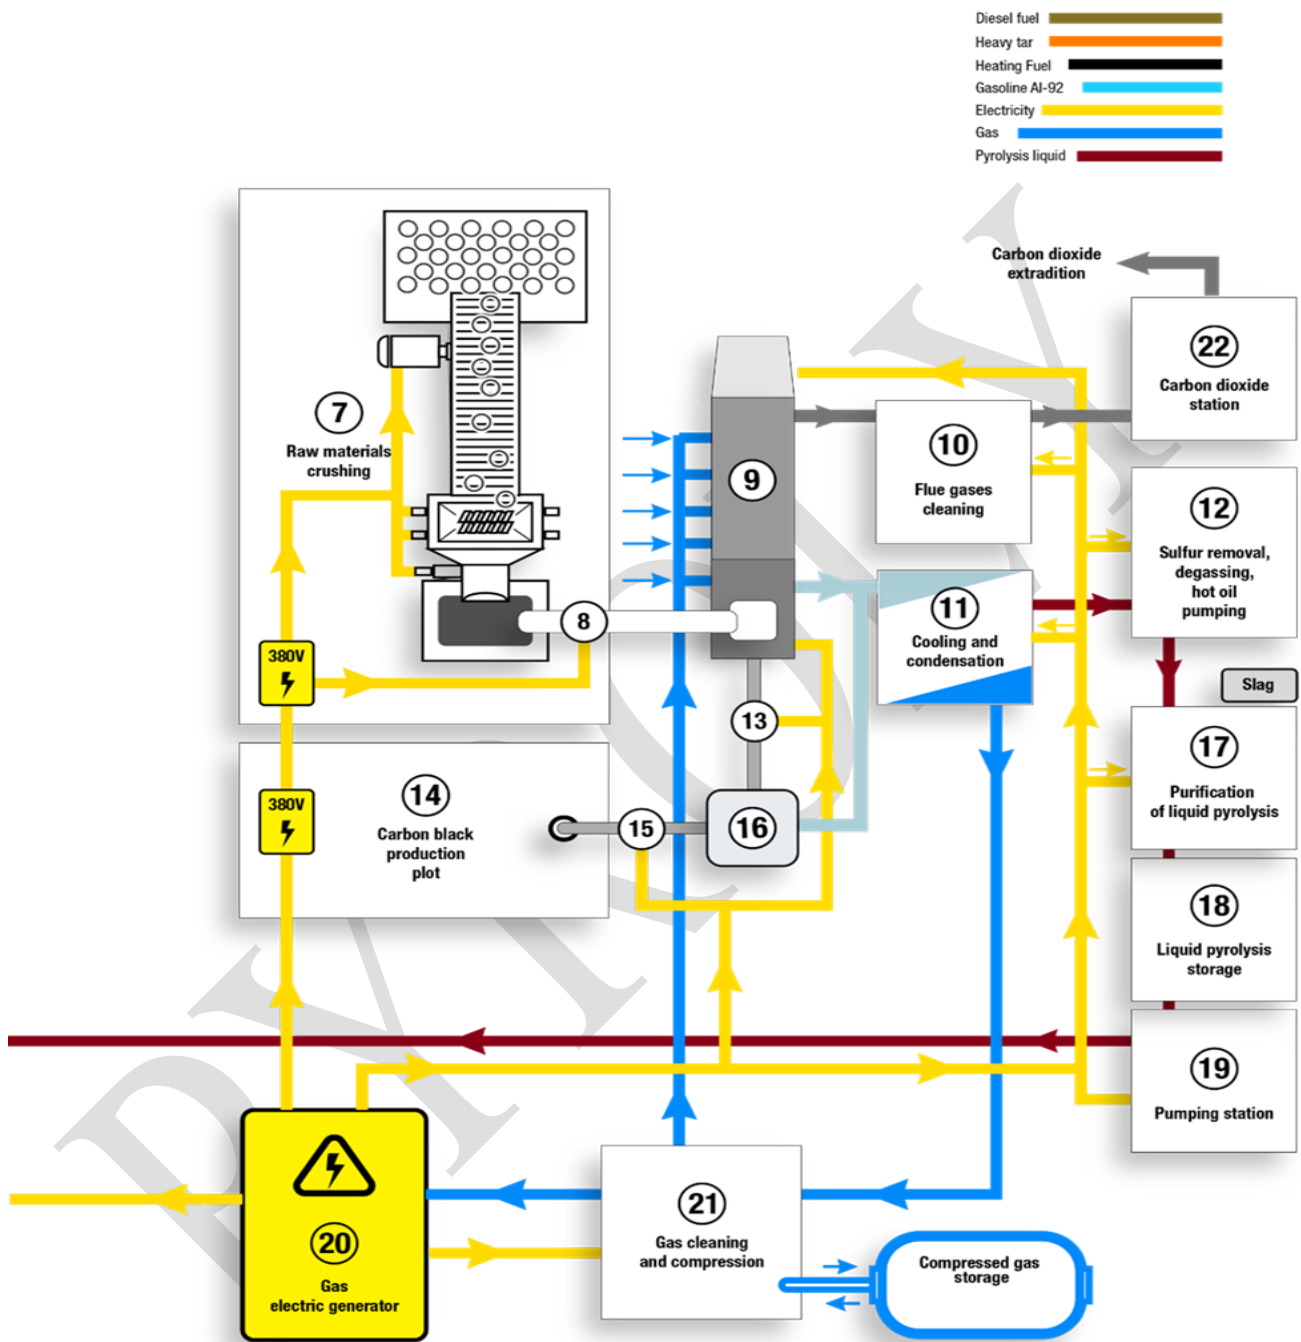 Diesel fuel
Heavy tar
Heating Fuel
Gasoline AI-92
Electricity
Gas
Pyrolysis liquid
Carbon dioxide
extradition
22
Carbon dioxide
station
7
Raw materials
crushing
9
10
Flue gases
cleaning
12
Sulfur removal,
degassing,
hot oil
pumping
11
Cooling and
condensation
8
380V
Slag
13
17
Purification
of liquid pyrolysis
14
Carbon black
production
plot
380V
15
16
18
Liquid pyrolysis
storage
19
Pumping station
20
Gas
electric generator
21
Gas cleaning
and compression
Compressed gas
storage